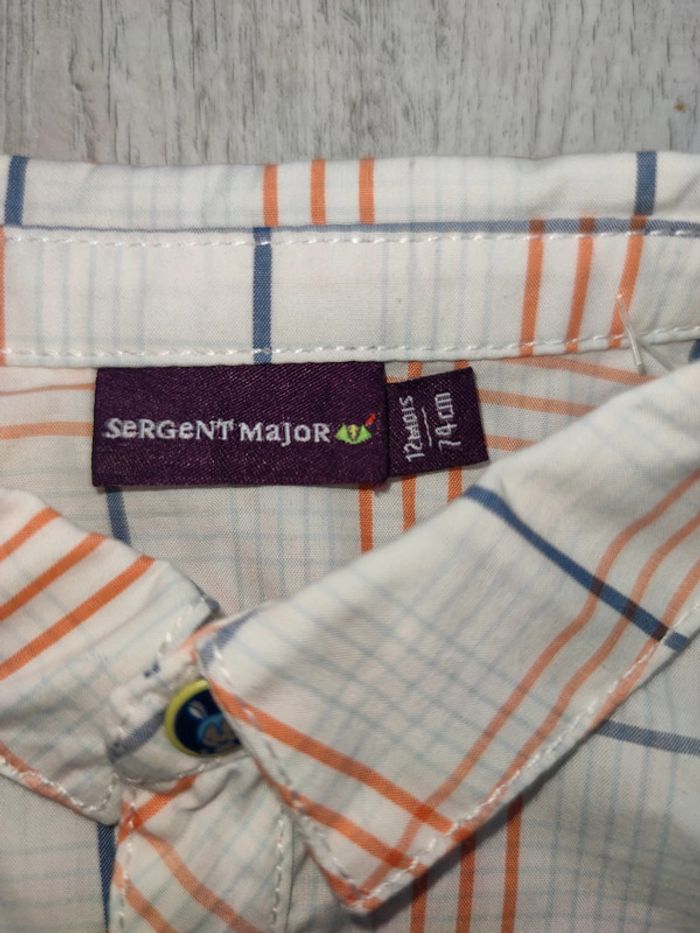 SeRGeNT MajoR
12MOIS
74cm